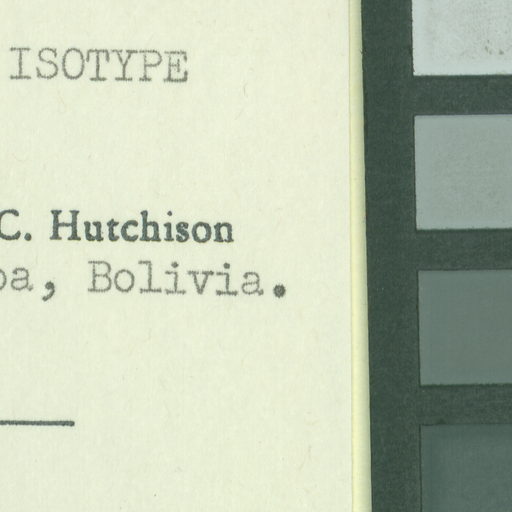 ISOTYPE
C. Hutchison
ba, Bolivia.